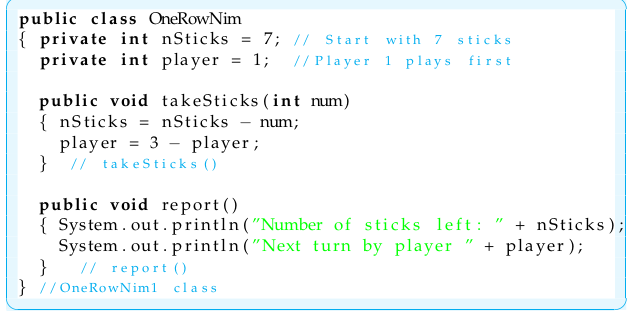 public class OneRowNim
{ private int nSticks = 7; // Start with 7 sticks
  private int player = 1;  //Player 1 plays first

  public void takeSticks(int num)
  { nSticks = nSticks − num;
    player = 3 − player;
  }  // takeSticks()

  public void report()
  { System.out.println("Number of sticks left: " + nSticks);
    System.out.println("Next turn by player " + player);
  }   // report()
} //OneRowNim1 class